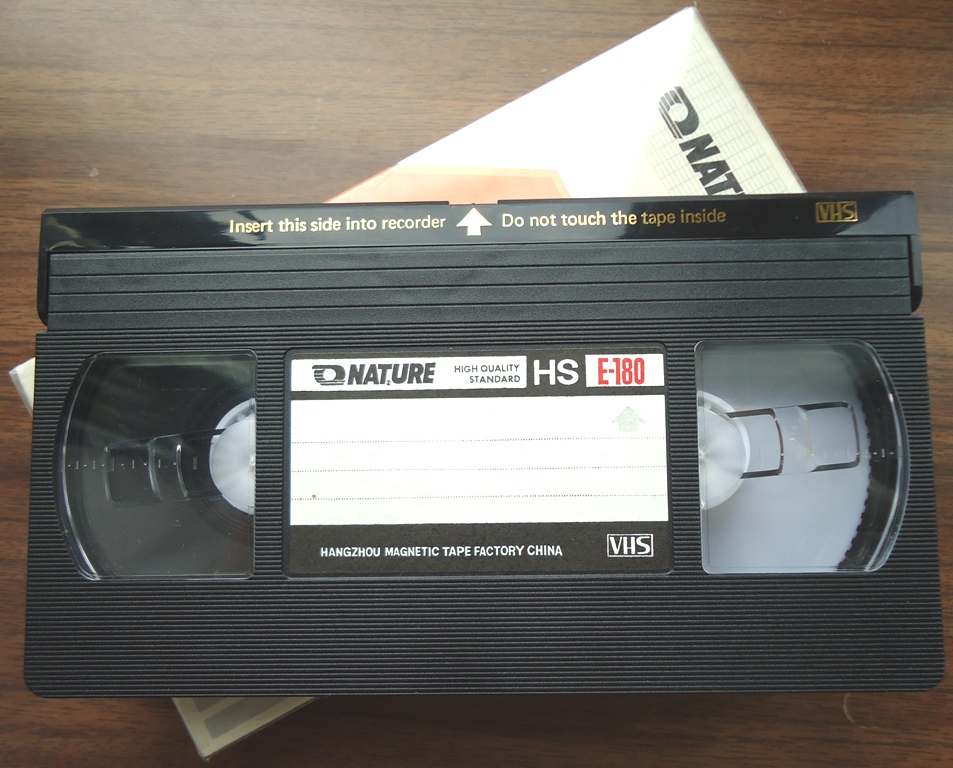 NATU
Insert this side into recorder Do not touch the tape inside VHS
NATURE HIGH QUALITY STANDARD HS E-180
HANGZHOU MAGNETIC TAPE FACTORY CHINA VHS